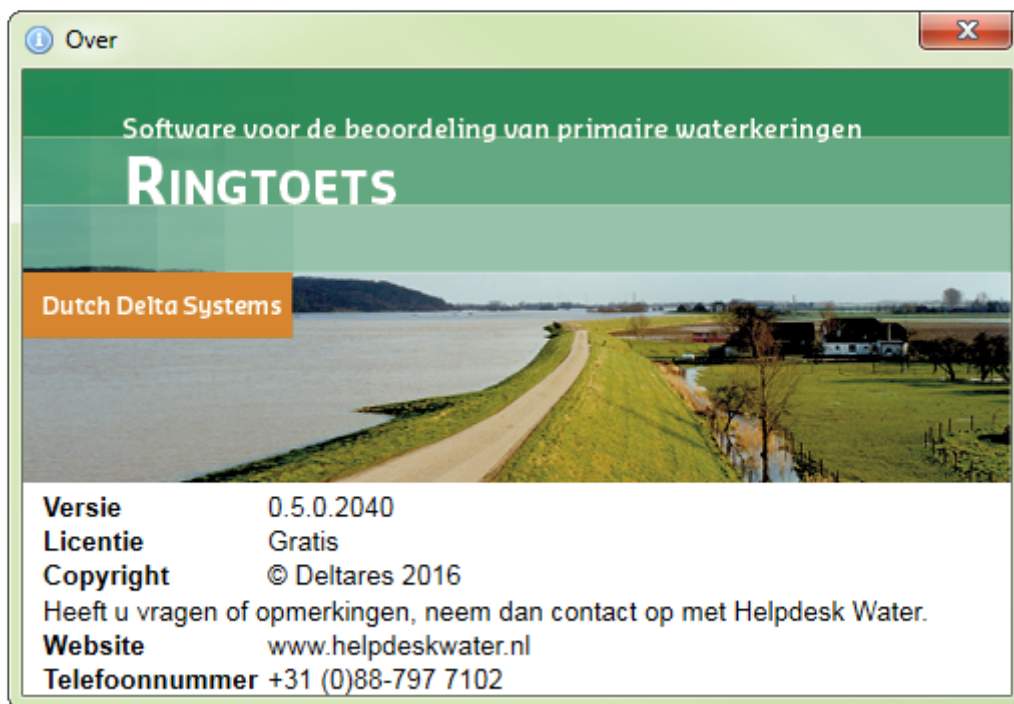 Over
Software voor de beoordeling van primaire waterkeringen
RINGTOETS
Dutch Delta Systems
Versie 0.5.0.2040
Licentie Gratis
Copyright © Deltares 2016
Heeft u vragen of opmerkingen, neem dan contact op met Helpdesk Water.
Website www.helpdeskwater.nl
Telefoonnummer +31 (0)88-797 7102